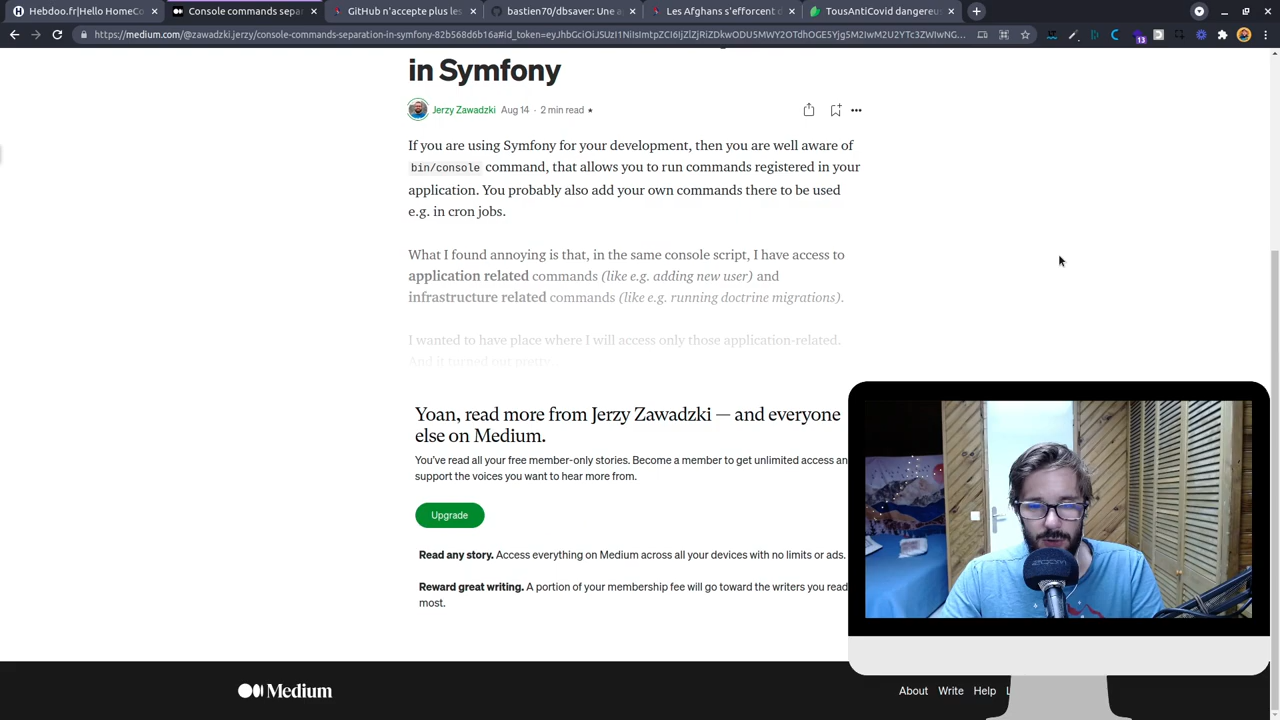 Hebdoo.fr|Hello HomeCo
Console commands sepa
GitHub n'accepte plus les
bastien70/dbsaver: Une a
Les Afghans s'efforcent d
TousAntiCovid dangereu
https://medium.com/@zawadzki.jerzy/console-commands-separation-in-symfony-82b568d6b16a#id_token=
13
in Symfony
Jerzy Zawadzki Aug 14 · 2 min read ★
If you are using Symfony for your development, then you are well aware of
bin/console command, that allows you to run commands registered in your
application. You probably also add your own commands there to be used
e.g. in cron jobs.
What I found annoying is that, in the same console script, I have access to
application related commands (like e.g. adding new user) and
infrastructure related commands (like e.g. running doctrine migrations).
I wanted to have place where I will access only those application-related.
And it turned out pretty...
Yoan, read more from Jerzy Zawadzki — and everyone
else on Medium.
You've read all your free member-only stories. Become a member to get unlimited access an
support the voices you want to hear more from.
Upgrade
Read any story. Access everything on Medium across all your devices with no limits or ads.
Reward great writing. A portion of your membership fee will go toward the writers you read
most.
Medium
About Write Help L